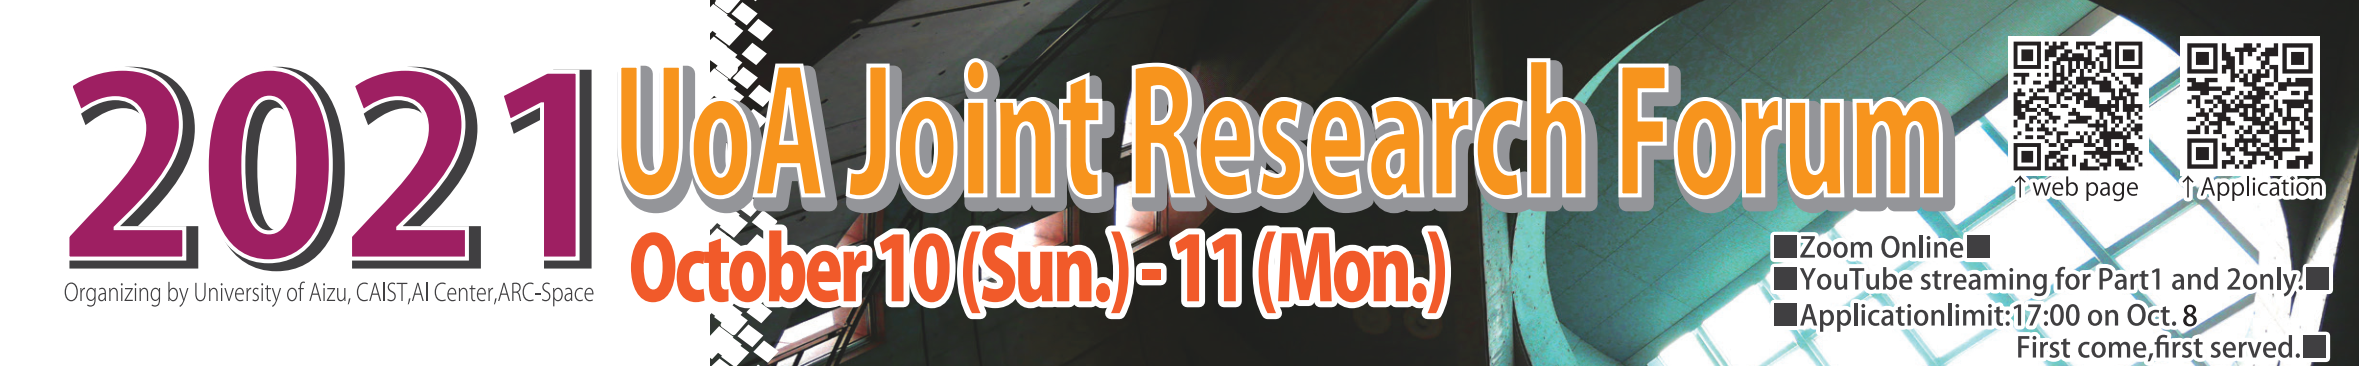 2021 UoA Joint Research Forum
October 10 (Sun.) - 11 (Mon.)
Organizing by University of Aizu, CAIST,AI Center,ARC-Space
↑web page
↑Application
■Zoom Online■
■YouTube streaming for Part1 and 2only.■
■Applicationlimit:17:00 on Oct. 8
First come,first served.■